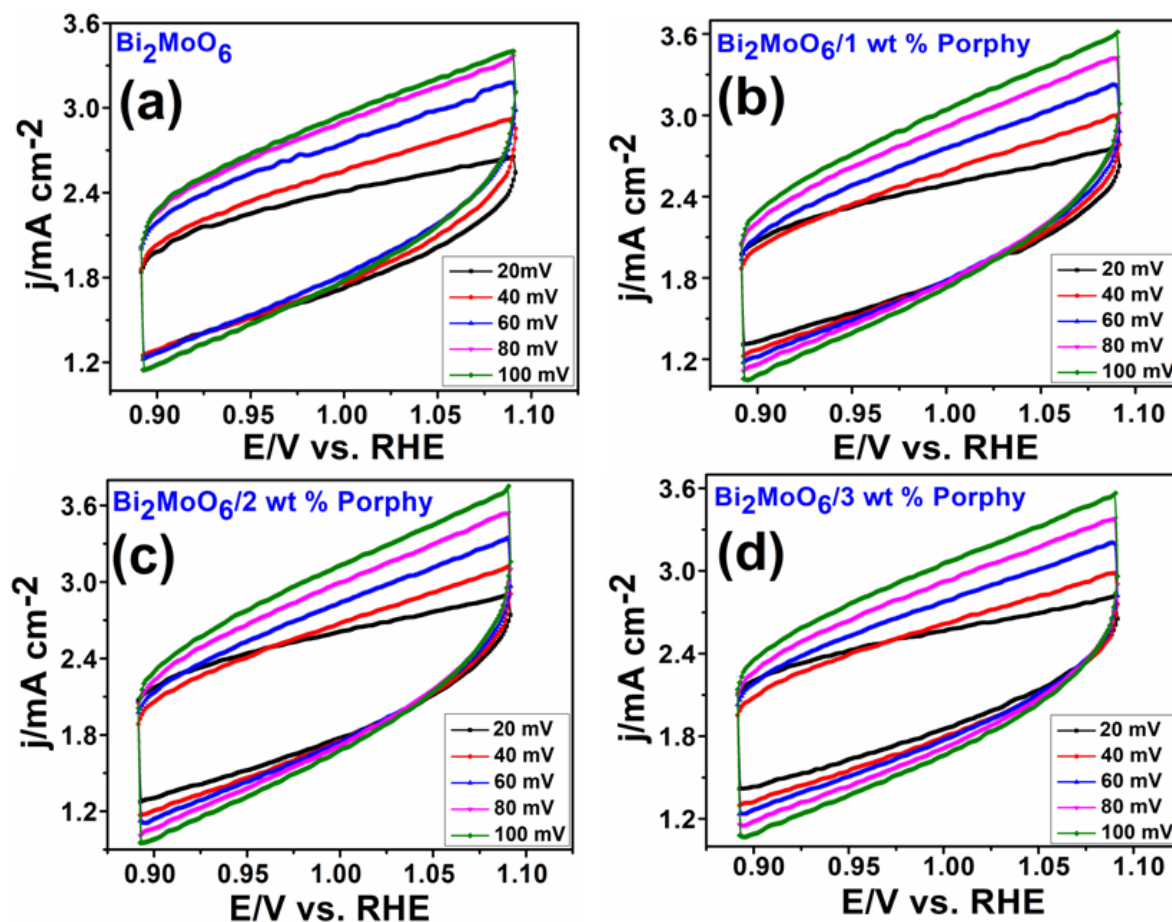 Bi₂MoO₆
(a)
j/mA cm⁻²
3.6
3.0
2.4
1.8
1.2
20mV
40 mV
60 mV
80 mV
100 mV
0.90 0.95 1.00 1.05 1.10
E/V vs. RHE
Bi₂MoO₆/1 wt % Porphy
(b)
j/mA cm⁻²
3.6
3.0
2.4
1.8
1.2
20 mV
40 mV
60 mV
80 mV
100 mV
0.90 0.95 1.00 1.05 1.10
E/V vs. RHE
Bi₂MoO₆/2 wt % Porphy
(c)
j/mA cm⁻²
3.6
3.0
2.4
1.8
1.2
20 mV
40 mV
60 mV
80 mV
100 mV
0.90 0.95 1.00 1.05 1.10
E/V vs. RHE
Bi₂MoO₆/3 wt % Porphy
(d)
j/mA cm⁻²
3.6
3.0
2.4
1.8
1.2
20 mV
40 mV
60 mV
80 mV
100 mV
0.90 0.95 1.00 1.05 1.10
E/V vs. RHE